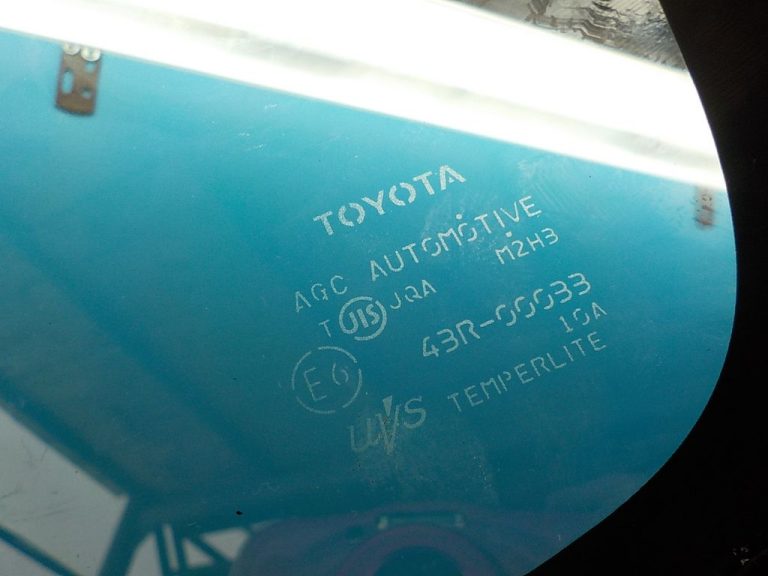 TOYOTA
AGC AUTOMOTIVE
M2H3
T JIS JQA
43R-00033
10A
E6
UVS TEMPERLITE